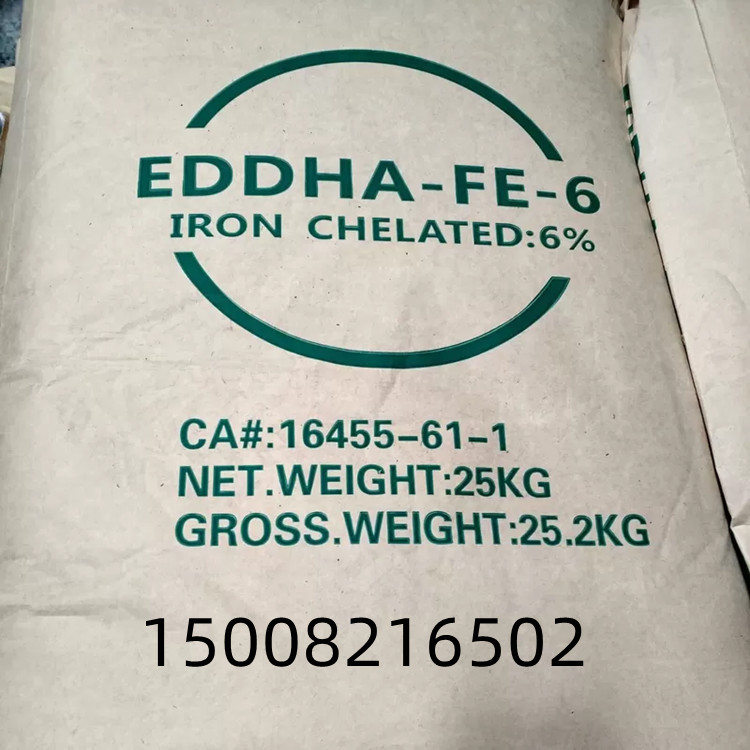 EDDHA-FE-6
IRON CHELATED:6%
CA#:16455-61-1
NET.WEIGHT:25KG
GROSS.WEIGHT:25.2KG
15008216502